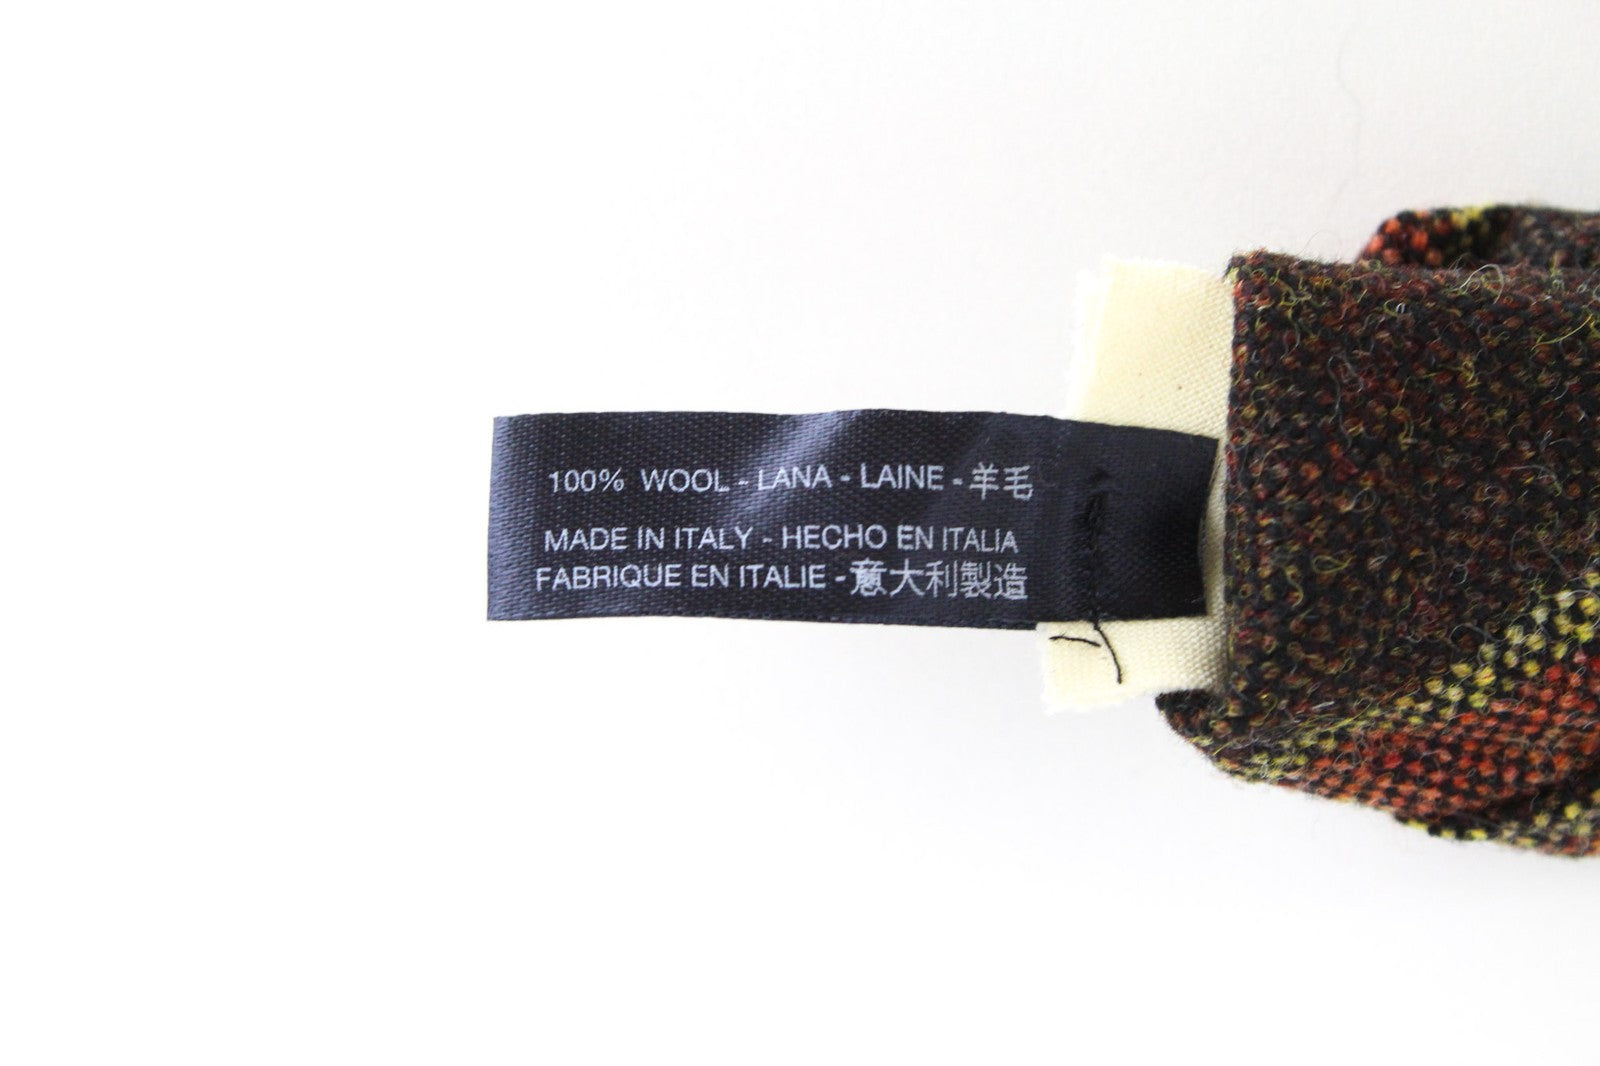 100% WOOL - LANA - LAINE - 羊毛
MADE IN ITALY - HECHO EN ITALIA
FABRIQUE EN ITALIE - 意大利製造